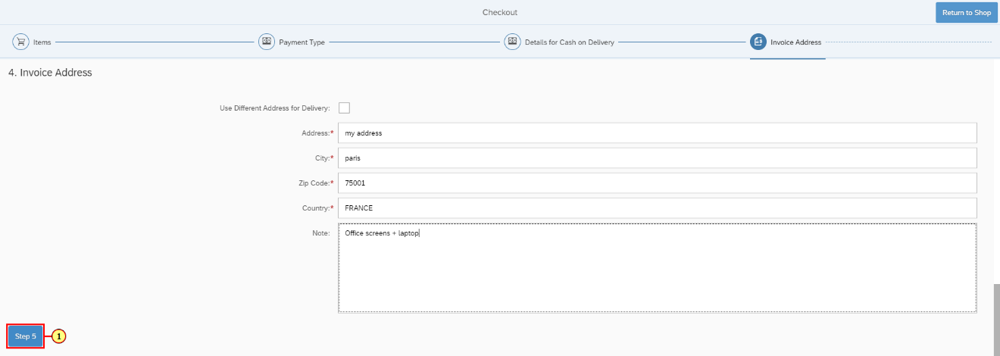 Checkout
Return to Shop
Items
Payment Type
Details for Cash on Delivery
Invoice Address
4. Invoice Address
Use Different Address for Delivery:
Address:* my address
City:* paris
Zip Code:* 75001
Country:* FRANCE
Note: Office screens + laptop
Step 5
1